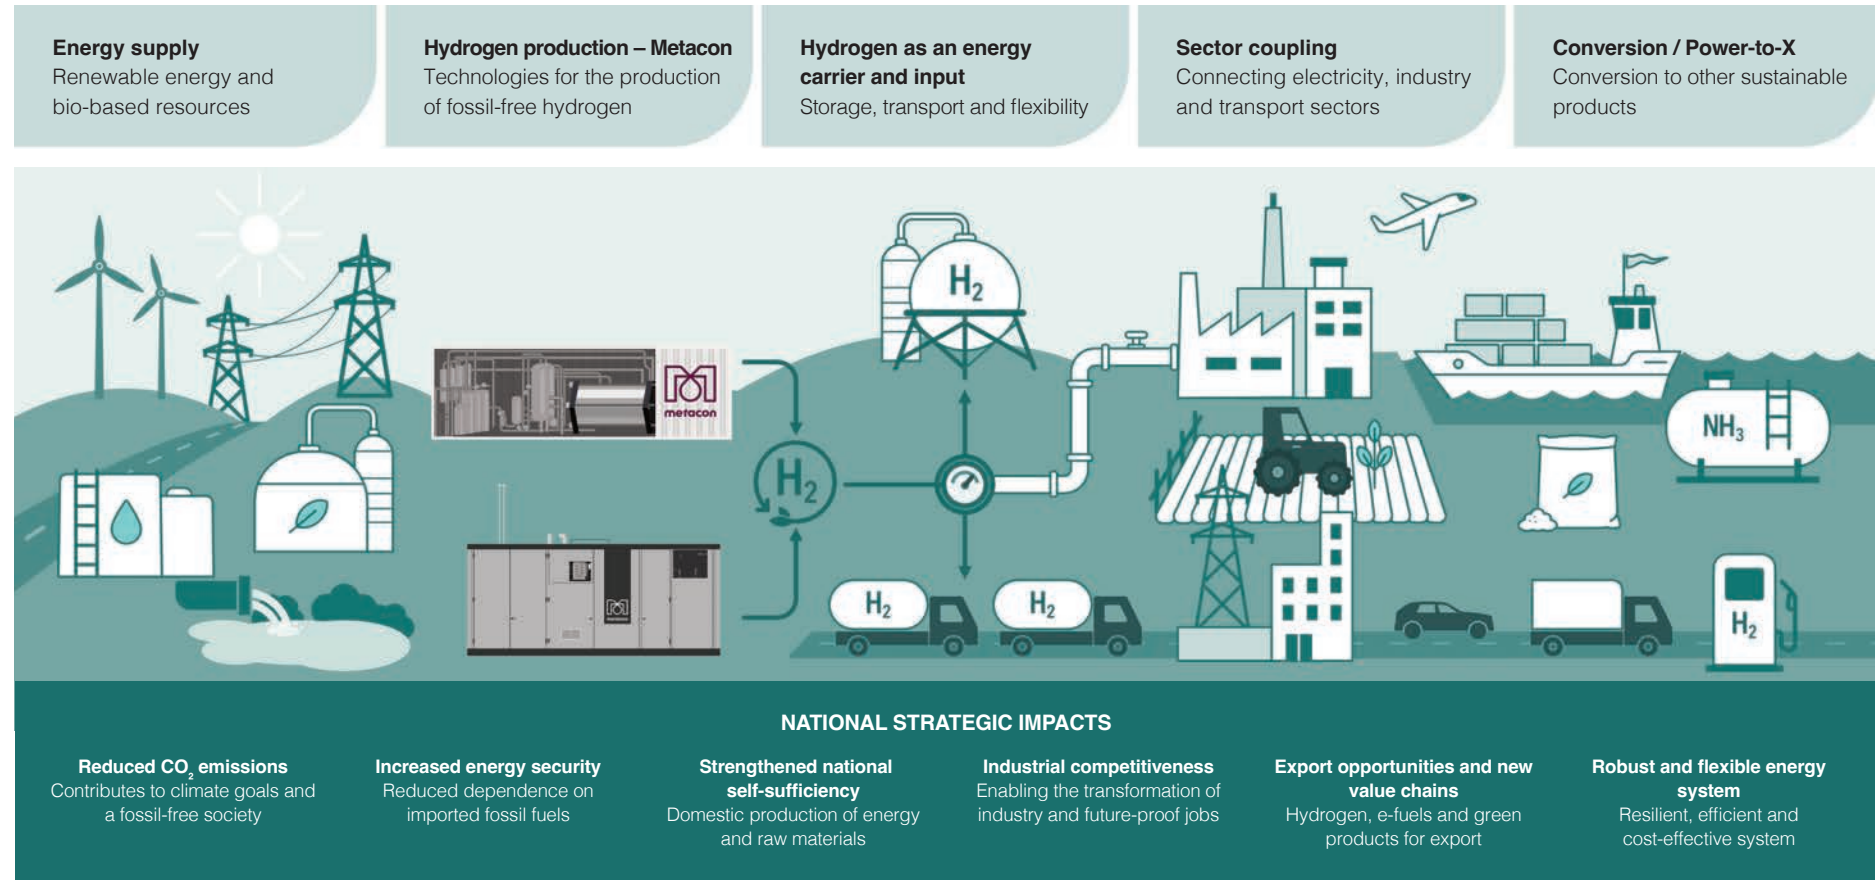 Energy supply
Renewable energy and
bio-based resources
Hydrogen production – Metacon
Technologies for the production
of fossil-free hydrogen
Hydrogen as an energy
carrier and input
Storage, transport and flexibility
Sector coupling
Connecting electricity, industry
and transport sectors
Conversion / Power-to-X
Conversion to other sustainable
products
H₂
metacon
H₂
NH₃
H₂
H₂
H₂
NATIONAL STRATEGIC IMPACTS
Reduced CO₂ emissions
Contributes to climate goals and
a fossil-free society
Increased energy security
Reduced dependence on
imported fossil fuels
Strengthened national
self-sufficiency
Domestic production of energy
and raw materials
Industrial competitiveness
Enabling the transformation of
industry and future-proof jobs
Export opportunities and new
value chains
Hydrogen, e-fuels and green
products for export
Robust and flexible energy
system
Resilient, efficient and
cost-effective system